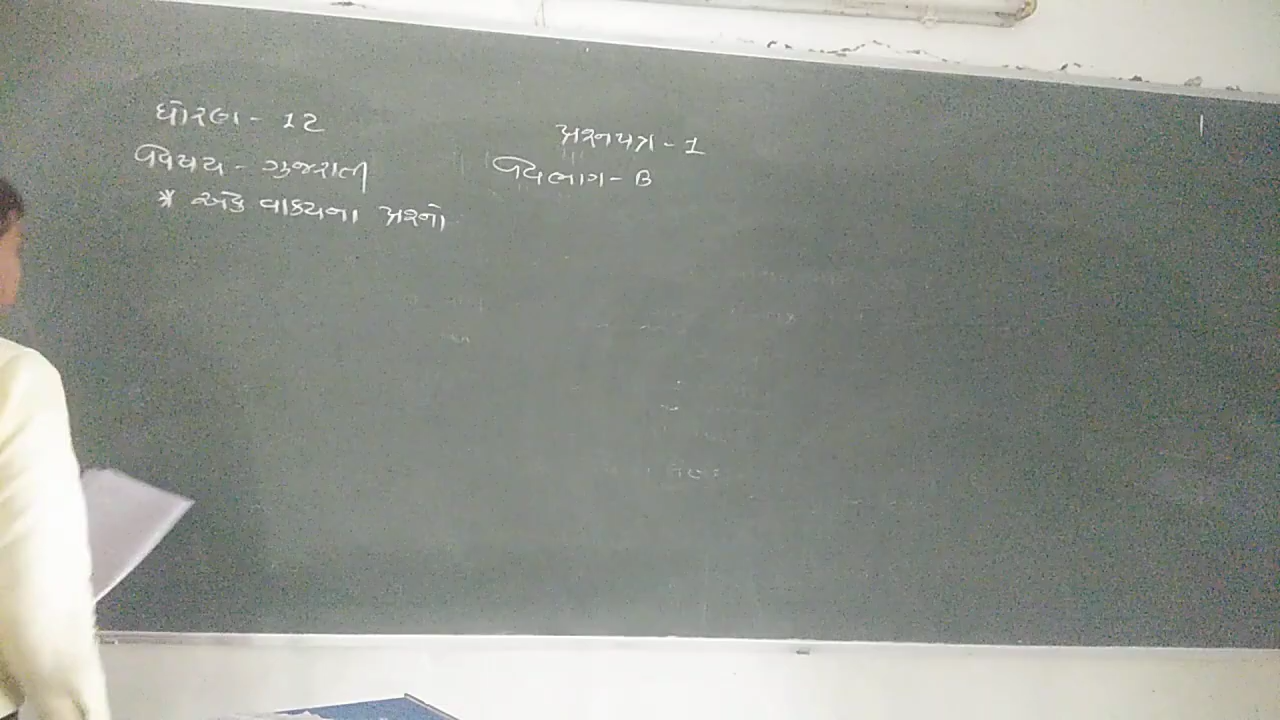 ધોરણ - 12
પ્રશ્નપત્ર - 1
વિષય - ગુજરાતી
વિભાગ - B
* એક વાક્યના પ્રશ્નો